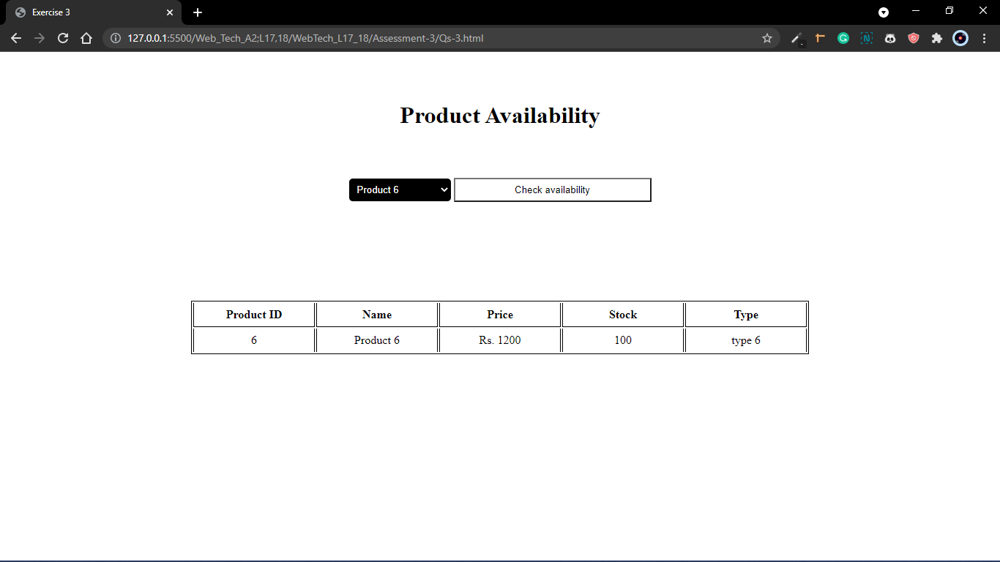 Exercise 3
127.0.0.1:5500/Web_Tech_A2;L17,18/WebTech_L17_18/Assessment-3/Qs-3.html
Product Availability
Product 6 Check availability
Product ID Name Price Stock Type
6 Product 6 Rs. 1200 100 type 6